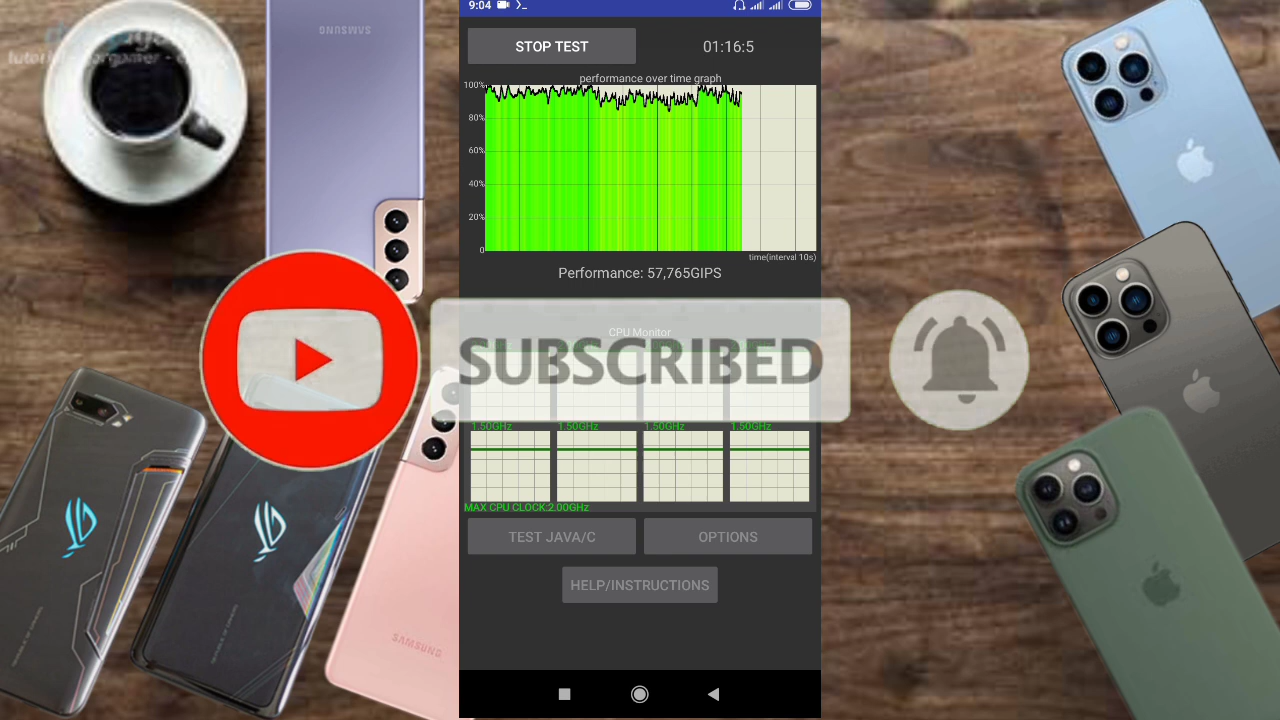 9:04
STOP TEST
01:16:5
performance over time graph
100%
80%
60%
40%
20%
0
time(interval 10s)
Performance: 57,765GIPS
CPU Monitor
SUBSCRIBED
1.50GHz 1.50GHz 1.50GHz 1.50GHz
MAX CPU CLOCK:2.00GHz
TEST JAVA/C
OPTIONS
HELP/INSTRUCTIONS
SAMSUNG
SAMSUNG